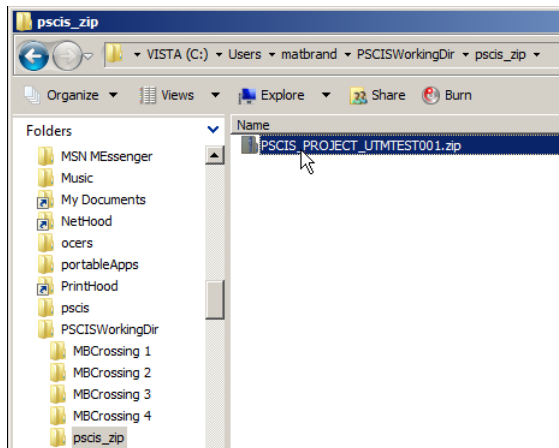 pscis_zip
VISTA (C:) Users matbrand PSCISWorkingDir pscis_zip
Organize Views Explore Share Burn
Folders
Name
PSCIS_PROJECT_UTMTEST001.zip
MSN MEssenger
Music
My Documents
NetHood
ocers
portableApps
PrintHood
pscis
PSCISWorkingDir
MBCrossing 1
MBCrossing 2
MBCrossing 3
MBCrossing 4
pscis_zip